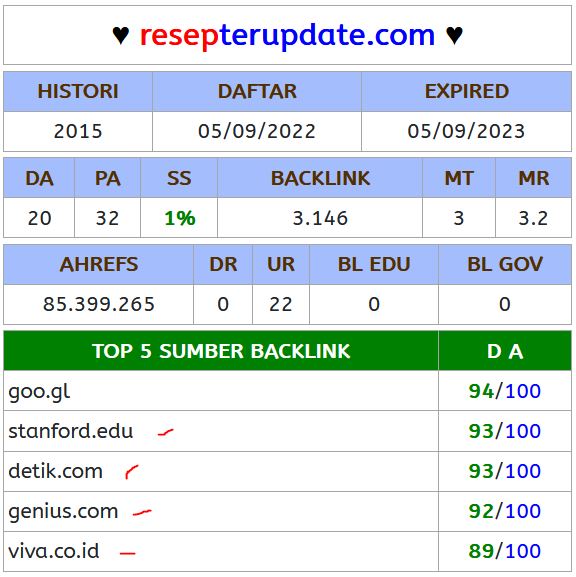 ♥ resepterupdate.com ♥
HISTORI DAFTAR EXPIRED
2015 05/09/2022 05/09/2023
DA PA SS BACKLINK MT MR
20 32 1% 3.146 3 3.2
AHREFS DR UR BL EDU BL GOV
85.399.265 0 22 0 0
TOP 5 SUMBER BACKLINK D A
goo.gl 94/100
stanford.edu 93/100
detik.com 93/100
genius.com 92/100
viva.co.id 89/100